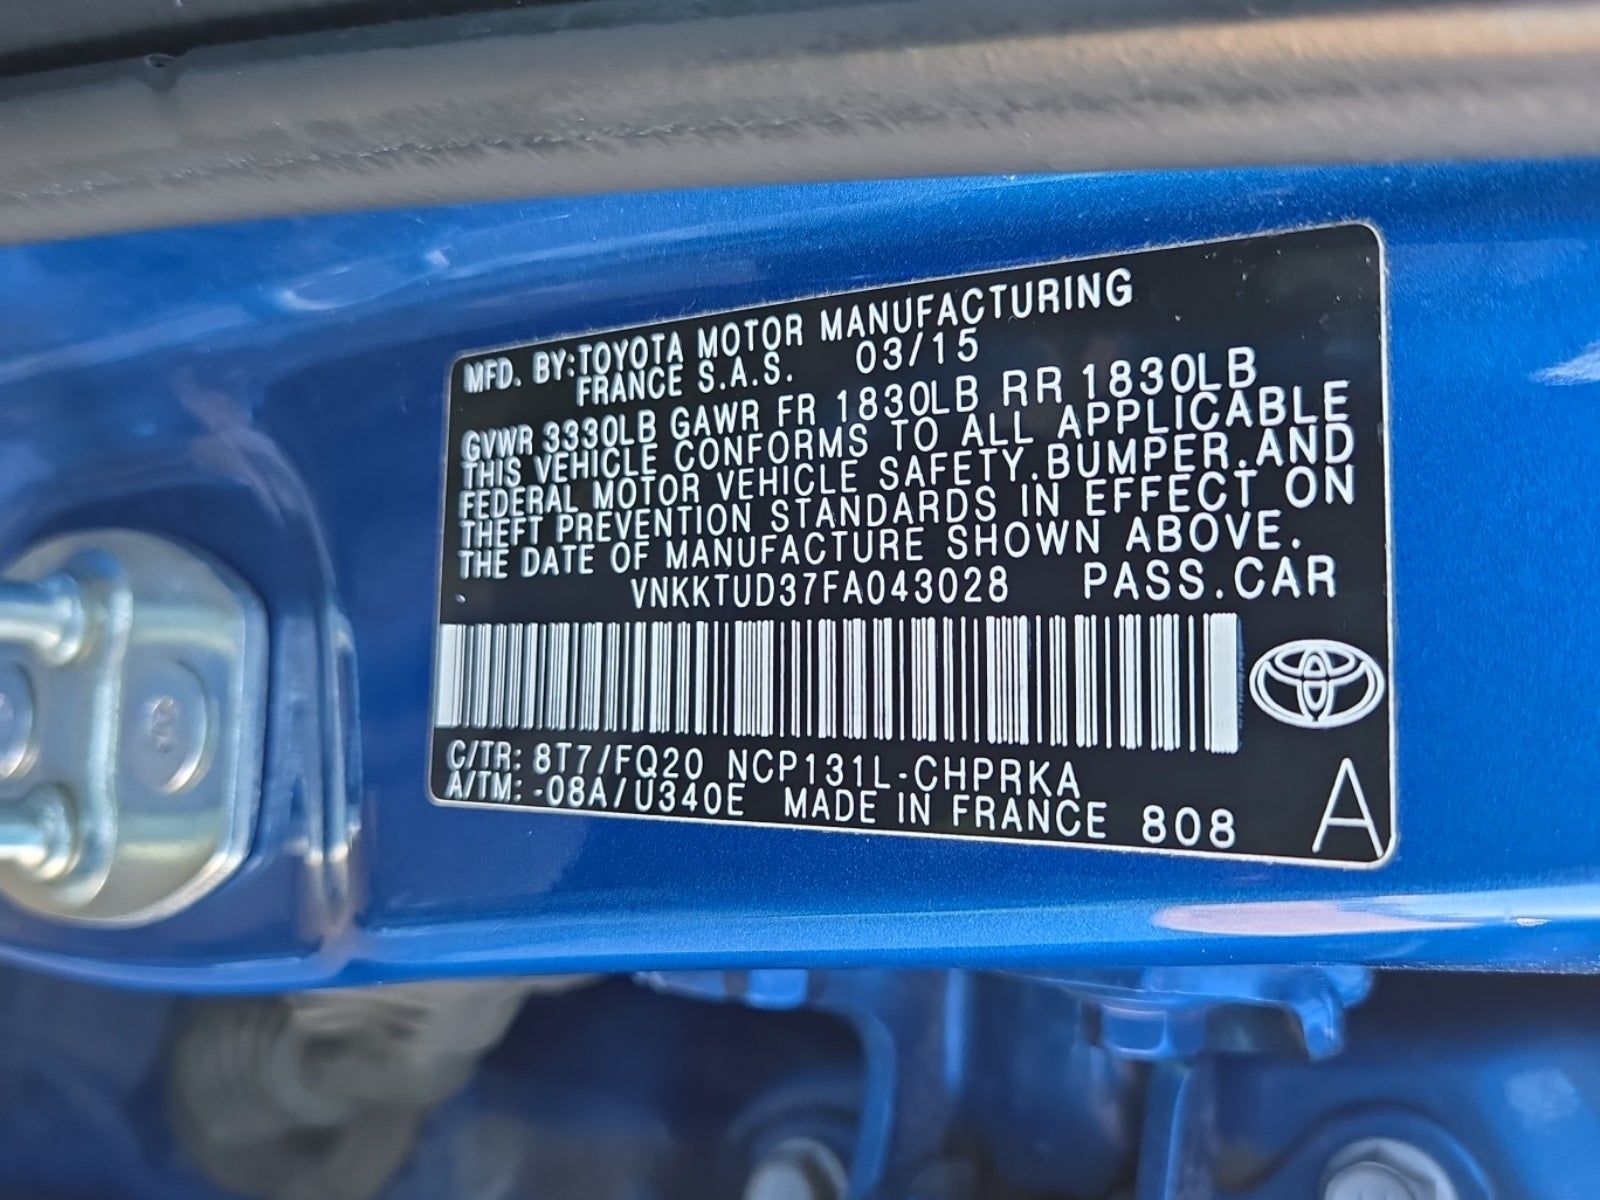 MFD. BY:TOYOTA MOTOR MANUFACTURING
FRANCE S.A.S. 03/15
GVWR 3330LB GAWR FR 1830LB RR 1830LB
THIS VEHICLE CONFORMS TO ALL APPLICABLE
FEDERAL MOTOR VEHICLE SAFETY.BUMPER.AND
THEFT PREVENTION STANDARDS IN EFFECT ON
THE DATE OF MANUFACTURE SHOWN ABOVE.
VNKKTUD37FA043028 PASS.CAR
C/TR: 8T7/FQ20 NCP131L-CHPRKA
A/TM: -08A/U340E MADE IN FRANCE 808 A